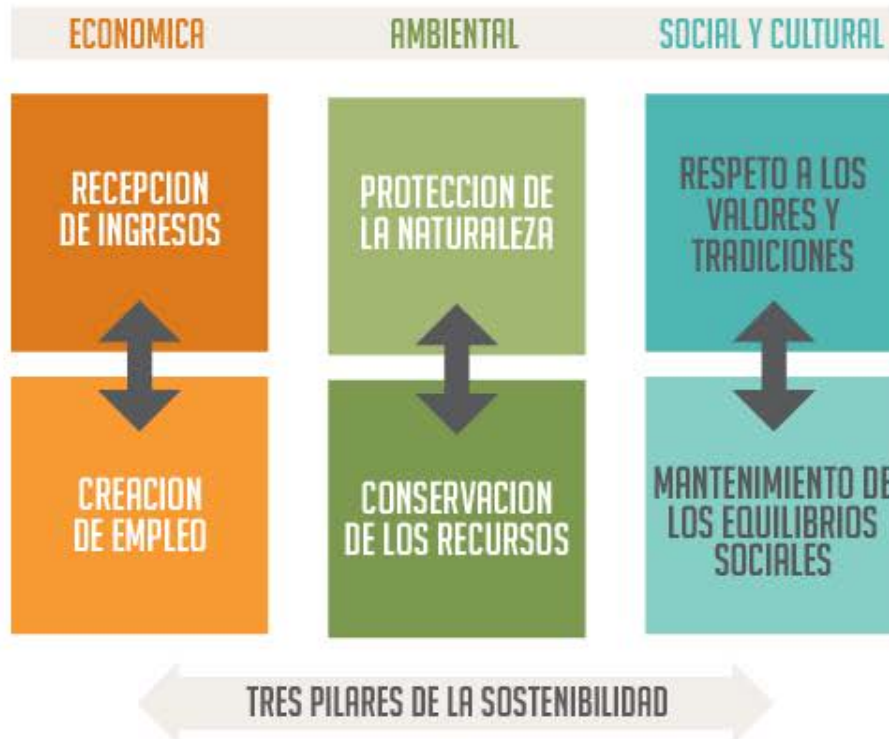 ECONOMICA
AMBIENTAL
SOCIAL Y CULTURAL
RECEPCION
DE INGRESOS
PROTECCION DE
LA NATURALEZA
RESPETO A LOS
VALORES Y
TRADICIONES
CREACION
DE EMPLEO
CONSERVACION
DE LOS RECURSOS
MANTENIMIENTO DE
LOS EQUILIBRIOS
SOCIALES
TRES PILARES DE LA SOSTENIBILIDAD